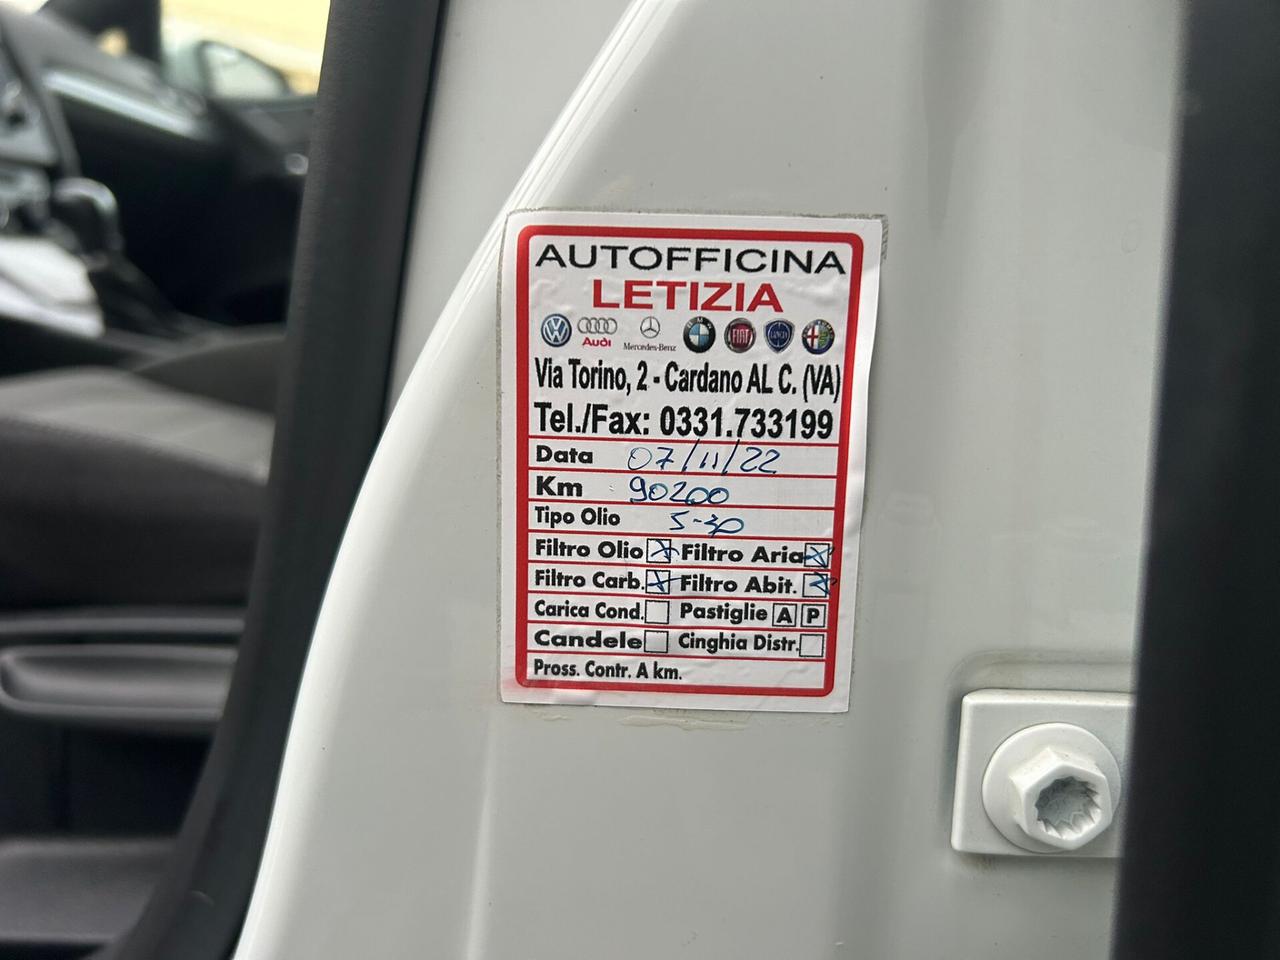 AUTOFFICINA
LETIZIA
Audi
Mercedes-Benz
FIAT
Via Torino, 2 - Cardano AL C. (VA)
Tel./Fax: 0331.733199
Data 07/11/22
Km 90200
Tipo Olio 5-30
Filtro Olio Filtro Aria
Filtro Carb. Filtro Abit.
Carica Cond. Pastiglie A P
Candele Cinghia Distr.
Pross. Contr. A km.